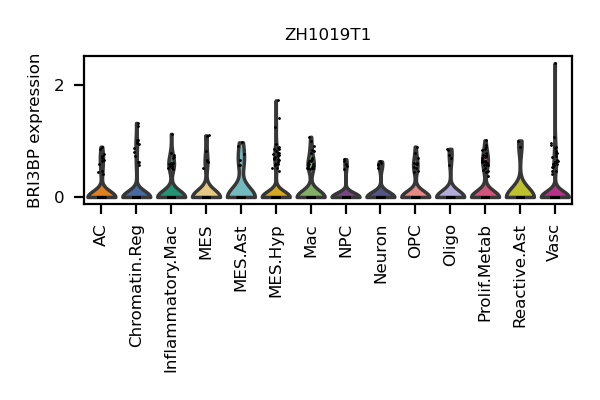 ZH1019T1
BRI3BP expression
2
0
AC
Chromatin.Reg
Inflammatory.Mac
MES
MES.Ast
MES.Hyp
Mac
NPC
Neuron
OPC
Oligo
Prolif.Metab
Reactive.Ast
Vasc